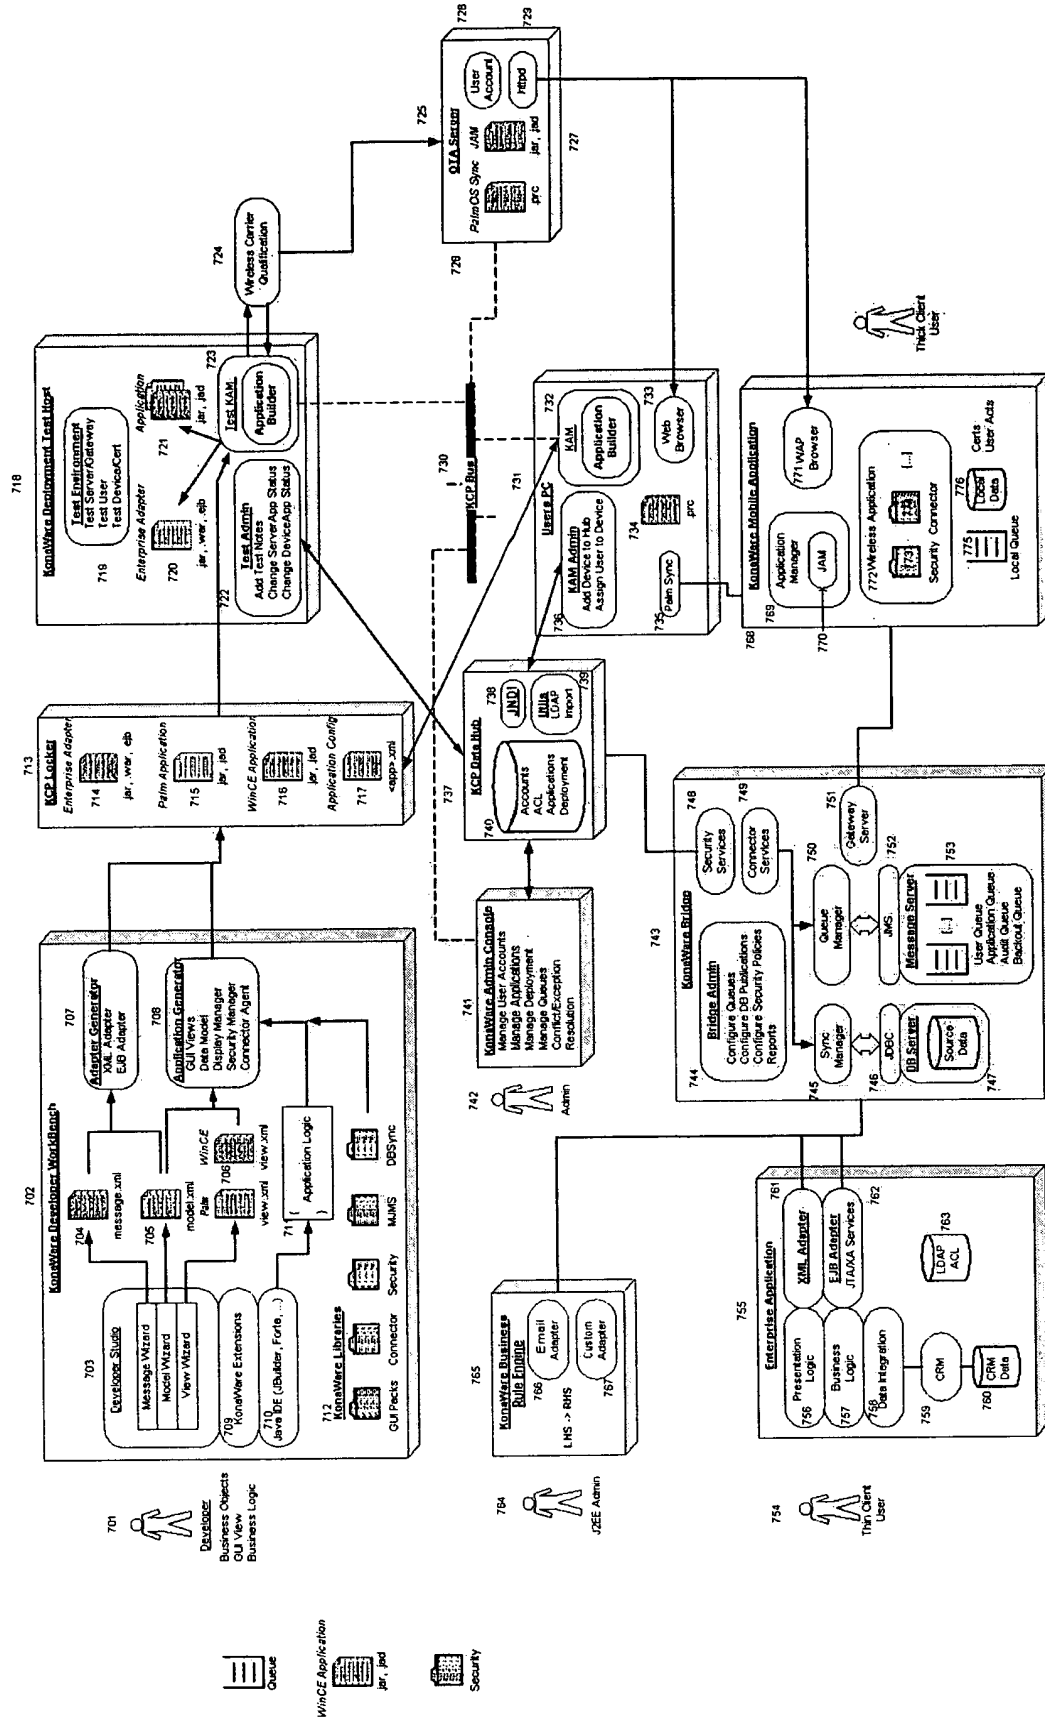 701
Developer
Business Objects
GUI View
Business Logic
702
KonaWare Developer WorkBench
703
Developer Studio
Message Wizard
Model Wizard
View Wizard
709
KonaWare Extensions
710
Java IDE (JBuilder, Forte, ...)
704
message.xml
705
model.xml
Palm
view.xml
WinCE
706
view.xml
707
Adapter Generator
XML Adapter
EJB Adapter
708
Application Generator
GUI Views
Data Model
Display Manager
Security Manager
Connector Agent
711
{
Application Logic
}
712
KonaWare Libraries
GUI Packs
Connector
Security
MJMS
DBSync
713
KCP Locker
Enterprise Adapter
714
jar, .war, ejb
Palm Application
715
jar, jad
WinCE Application
716
jar, jad
Application Config
717
<app>.xml
718
KonaWare Deployment Test Host
Test Environment
Test Server/Gateway
Test User
Test Device/Cert
719
Enterprise Adapter
720
jar, .war, ejb
Application
721
jar, jad
722
Test Admin
Add Test Notes
Change ServerApp Status
Change DeviceApp Status
723
Test KAM
Application
Builder
724
Wireless Carrier
Qualification
725
OTA Server
PalmOS Sync
.prc
JAM
jar, jad
726
727
728
User
Account
729
httpd
730
KCP Bus
731
Users PC
KAM Admin
Add Device to Hub
Assign User to Device
736
732
KAM
Application
Builder
733
Web
Browser
734
.prc
735
Palm Sync
737
KCP Data Hub
738
JNDI
739
Utils
LDAP
Import
740
Accounts
ACL
Applications
Deployment
741
KonaWare Admin Console
Manage User Accounts
Manage Applications
Manage Deployment
Manage Queues
Conflict/Exception
Resolution
742
Admin
743
KonaWare Bridge
744
Bridge Admin
Configure Queues
Configure DB Publications
Configure Security Policies
Reports
748
Security
Services
749
Connector
Services
745
Sync
Manager
746
JDBC
DB Server
Source
Data
747
750
Queue
Manager
751
Gateway
Server
752
JMS
Message Server
753
[...]
User Queue
Application Queue
Audit Queue
Backout Queue
754
Thin Client
User
755
Enterprise Application
Presentation
Logic
756
Business
Logic
757
Data Integration
758
761
XML Adapter
EJB Adapter
JTA/XA Services
762
759
CRM
760
CRM
Data
763
LDAP
ACL
764
J2EE Admin
765
KonaWare Business
Rule Engine
Email
Adapter
766
Custom
Adapter
767
LHS -> RHS
768
KonaWare Mobile Application
Application
Manager
769
JAM
770
771
WAP
Browser
772
Wireless Application
[...]
773
Security
Connector
775
Local Queue
776
Local
Data
Certs
User Acts
Thick Client
User
Queue
WinCE Application
jar, jad
Security